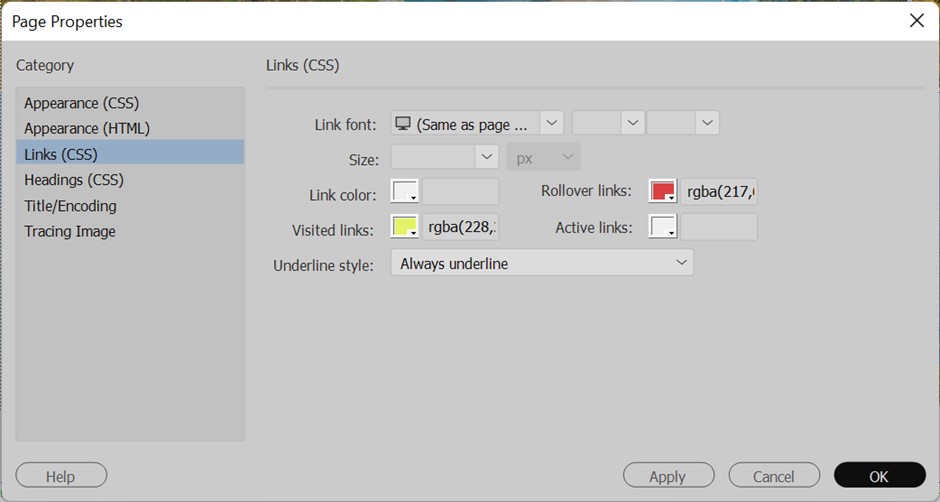 Page Properties
Category
Links (CSS)
Appearance (CSS)
Appearance (HTML)
Links (CSS)
Headings (CSS)
Title/Encoding
Tracing Image
Link font: (Same as page ...
Size: px
Link color:
Rollover links: rgba(217,
Visited links: rgba(228,
Active links:
Underline style: Always underline
Help
Apply
Cancel
OK